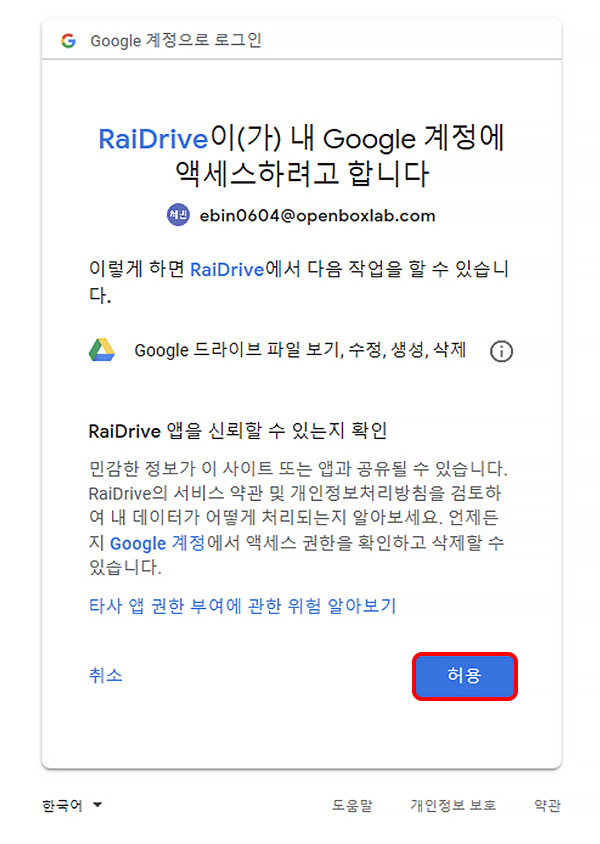 Google 계정으로 로그인
RaiDrive이(가) 내 Google 계정에
액세스하려고 합니다
혜빈 ebin0604@openboxlab.com
이렇게 하면 RaiDrive에서 다음 작업을 할 수 있습니
다.
Google 드라이브 파일 보기, 수정, 생성, 삭제
RaiDrive 앱을 신뢰할 수 있는지 확인
민감한 정보가 이 사이트 또는 앱과 공유될 수 있습니다.
RaiDrive의 서비스 약관 및 개인정보처리방침을 검토하
여 내 데이터가 어떻게 처리되는지 알아보세요. 언제든
지 Google 계정에서 액세스 권한을 확인하고 삭제할 수
있습니다.
타사 앱 권한 부여에 관한 위험 알아보기
취소 허용
한국어 도움말 개인정보 보호 약관